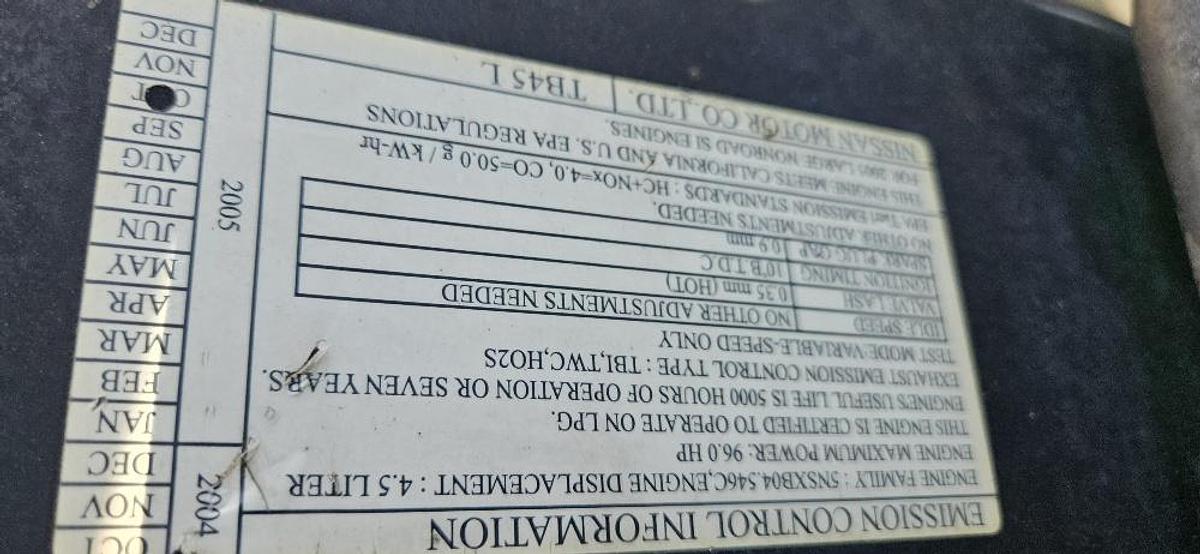 EMISSION CONTROL INFORMATION
ENGINE FAMILY : 5NSXB04.546C,ENGINE DISPLACEMENT : 4.5 LITER
ENGINE MAXIMUM POWER: 96.0 HP
THIS ENGINE IS CERTIFIED TO OPERATE ON LPG.
ENGINE'S USEFUL LIFE IS 5000 HOURS OF OPERATION OR SEVEN YEARS.
EXHAUST EMISSION CONTROL TYPE : TBI,TWC,HO2S
TEST MODE-VARIABLE-SPEED ONLY
IDLE SPEED NO OTHER ADJUSTMENTS NEEDED
VALVE LASH 0.35 mm (HOT)
IGNITION TIMING 10°B.T.D.C
SPARK PLUG GAP 0.9 mm
NO OTHER ADJUSTMENTS NEEDED.
EPA Tier1 EMISSION STANDARDS : HC+NOx=4.0, CO=50.0 g / kW-hr
THIS ENGINE MEETS CALIFORNIA AND U.S. EPA REGULATIONS
FOR 2005 LARGE NONROAD SI ENGINES.
NISSAN MOTOR CO.,LTD. TB45 L
2004
OCT
NOV
DEC
2005
JAN
FEB
MAR
APR
MAY
JUN
JUL
AUG
SEP
OCT
NOV
DEC